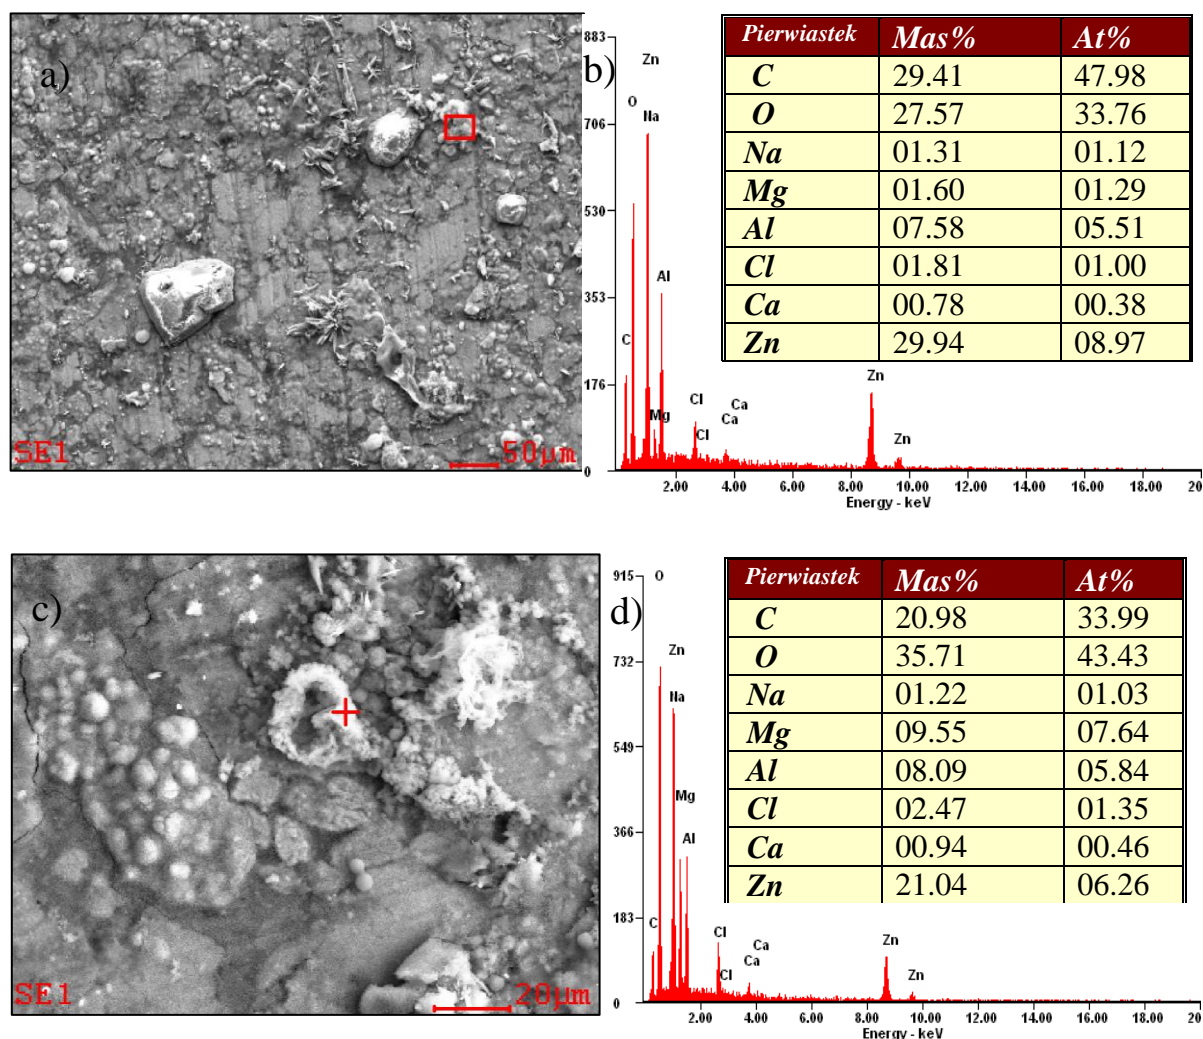 a)
SE1
50µm
b)
883
706
530
353
176
0
Zn
O
Na
Al
C
Mg
Cl
Cl
Ca
Ca
Zn
Zn
2.00 4.00 6.00 8.00 10.00 12.00 14.00 16.00 18.00 20
Energy - keV
Pierwiastek Mas% At%
C 29.41 47.98
O 27.57 33.76
Na 01.31 01.12
Mg 01.60 01.29
Al 07.58 05.51
Cl 01.81 01.00
Ca 00.78 00.38
Zn 29.94 08.97
c)
SE1
20µm
d)
915
732
549
366
183
0
O
Zn
Na
Mg
Al
C
Cl
Cl
Ca
Ca
Zn
Zn
2.00 4.00 6.00 8.00 10.00 12.00 14.00 16.00 18.00 20
Energy - keV
Pierwiastek Mas% At%
C 20.98 33.99
O 35.71 43.43
Na 01.22 01.03
Mg 09.55 07.64
Al 08.09 05.84
Cl 02.47 01.35
Ca 00.94 00.46
Zn 21.04 06.26